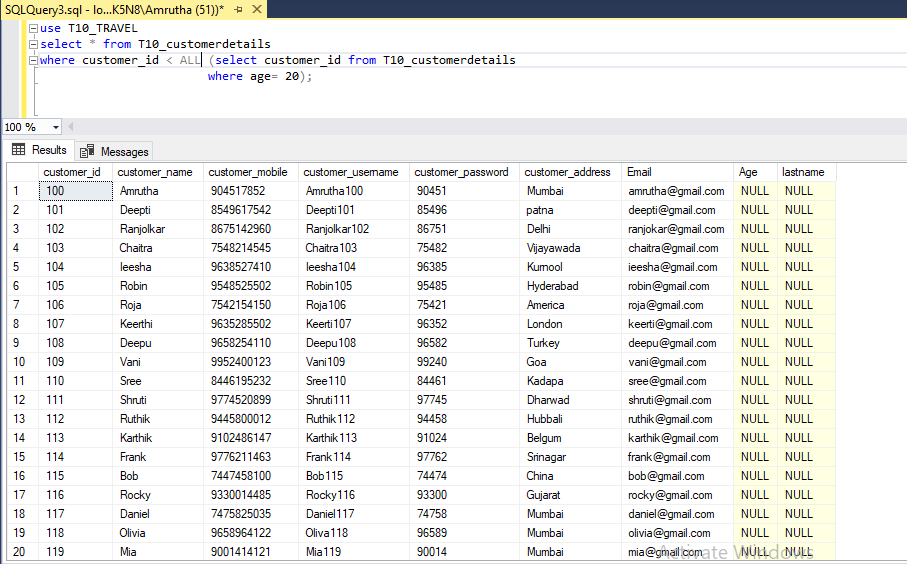 SQLQuery3.sql - lo...K5N8\Amrutha (51))*
use T10_TRAVEL
select * from T10_customerdetails
where customer_id < ALL (select customer_id from T10_customerdetails
where age= 20);
100 %
Results Messages
customer_id customer_name customer_mobile customer_username customer_password customer_address Email Age lastname
1 100 Amrutha 904517852 Amrutha100 90451 Mumbai amrutha@gmail.com NULL NULL
2 101 Deepti 8549617542 Deepti101 85496 patna deepti@gmail.com NULL NULL
3 102 Ranjolkar 8675142960 Ranjolkar102 86751 Delhi ranjokar@gmail.com NULL NULL
4 103 Chaitra 7548214545 Chaitra103 75482 Vijayawada chaitra@gmail.com NULL NULL
5 104 Ieesha 9638527410 Ieesha104 96385 Kurnool ieesha@gmail.com NULL NULL
6 105 Robin 9548525502 Robin105 95485 Hyderabad robin@gmail.com NULL NULL
7 106 Roja 7542154150 Roja106 75421 America roja@gmail.com NULL NULL
8 107 Keerthi 9635285502 Keerti107 96352 London keerti@gmail.com NULL NULL
9 108 Deepu 9658254110 Deepu108 96582 Turkey deepu@gmail.com NULL NULL
10 109 Vani 9952400123 Vani109 99240 Goa vani@gmail.com NULL NULL
11 110 Sree 8446195232 Sree110 84461 Kadapa sree@gmail.com NULL NULL
12 111 Shruti 9774520899 Shruti111 97745 Dharwad shruti@gmail.com NULL NULL
13 112 Ruthik 9445800012 Ruthik112 94458 Hubbali ruthik@gmail.com NULL NULL
14 113 Karthik 9102486147 Karthik113 91024 Belgum karthik@gmail.com NULL NULL
15 114 Frank 9776211463 Frank114 97762 Srinagar frank@gmail.com NULL NULL
16 115 Bob 7447458100 Bob115 74474 China bob@gmail.com NULL NULL
17 116 Rocky 9330014485 Rocky116 93300 Gujarat rocky@gmail.com NULL NULL
18 117 Daniel 7475825035 Daniel117 74758 Mumbai daniel@gmail.com NULL NULL
19 118 Olivia 9658964122 Oliva118 96589 Mumbai olivia@gmail.com NULL NULL
20 119 Mia 9001414121 Mia119 90014 Mumbai mia@gmail.com NULL NULL
Activate Windows